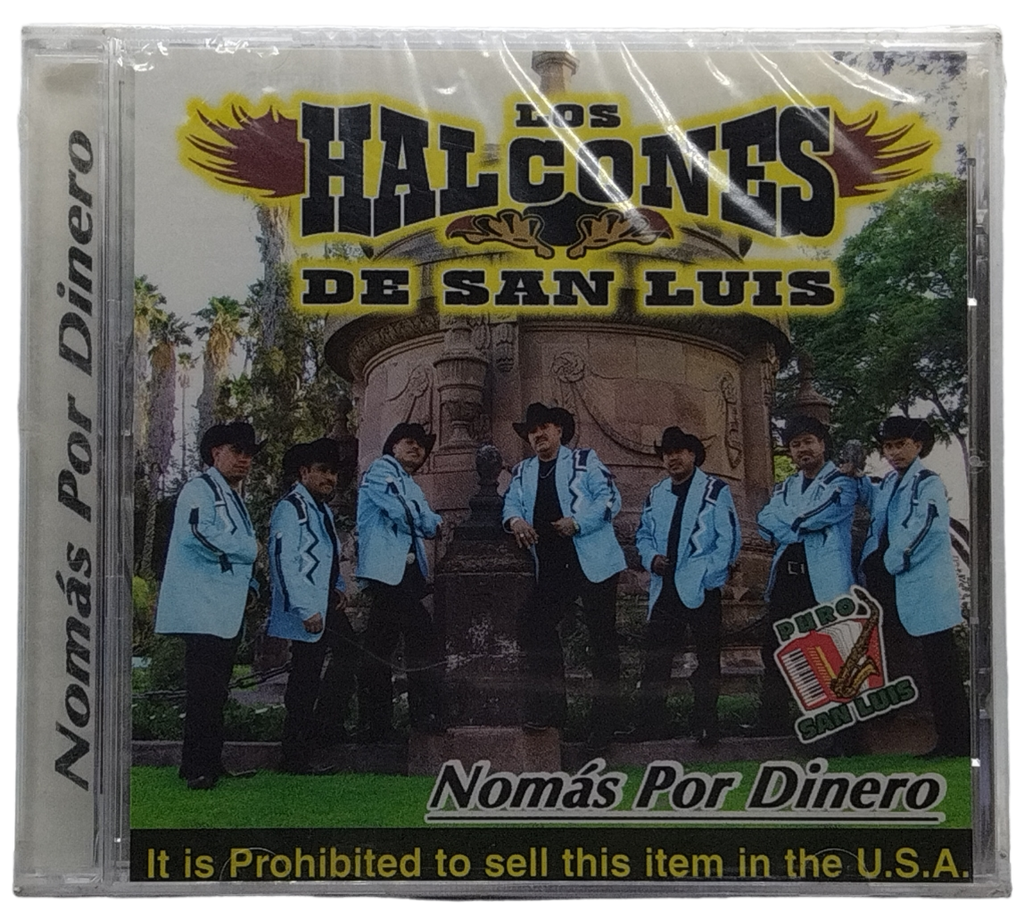 Nomás Por Dinero
LOS
HALCONES
DE SAN LUIS
PURO
SAN LUIS
Nomás Por Dinero
It is Prohibited to sell this item in the U.S.A.